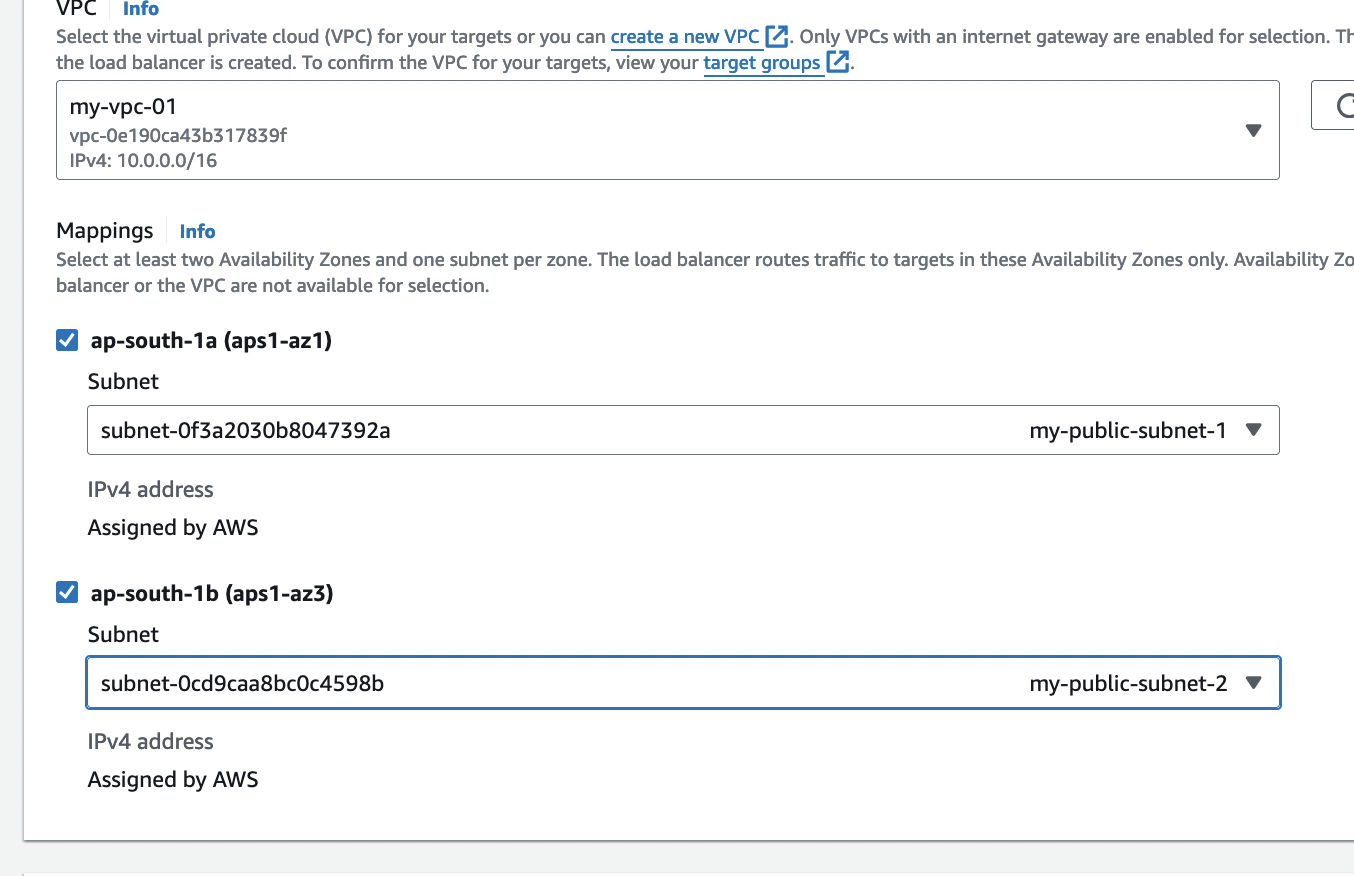 VPC Info
Select the virtual private cloud (VPC) for your targets or you can create a new VPC. Only VPCs with an internet gateway are enabled for selection.
the load balancer is created. To confirm the VPC for your targets, view your target groups.
my-vpc-01
vpc-0e190ca43b317839f
IPv4: 10.0.0.0/16
Mappings Info
Select at least two Availability Zones and one subnet per zone. The load balancer routes traffic to targets in these Availability Zones only. Availability
balancer or the VPC are not available for selection.
ap-south-1a (aps1-az1)
Subnet
subnet-0f3a2030b8047392a my-public-subnet-1
IPv4 address
Assigned by AWS
ap-south-1b (aps1-az3)
Subnet
subnet-0cd9caa8bc0c4598b my-public-subnet-2
IPv4 address
Assigned by AWS